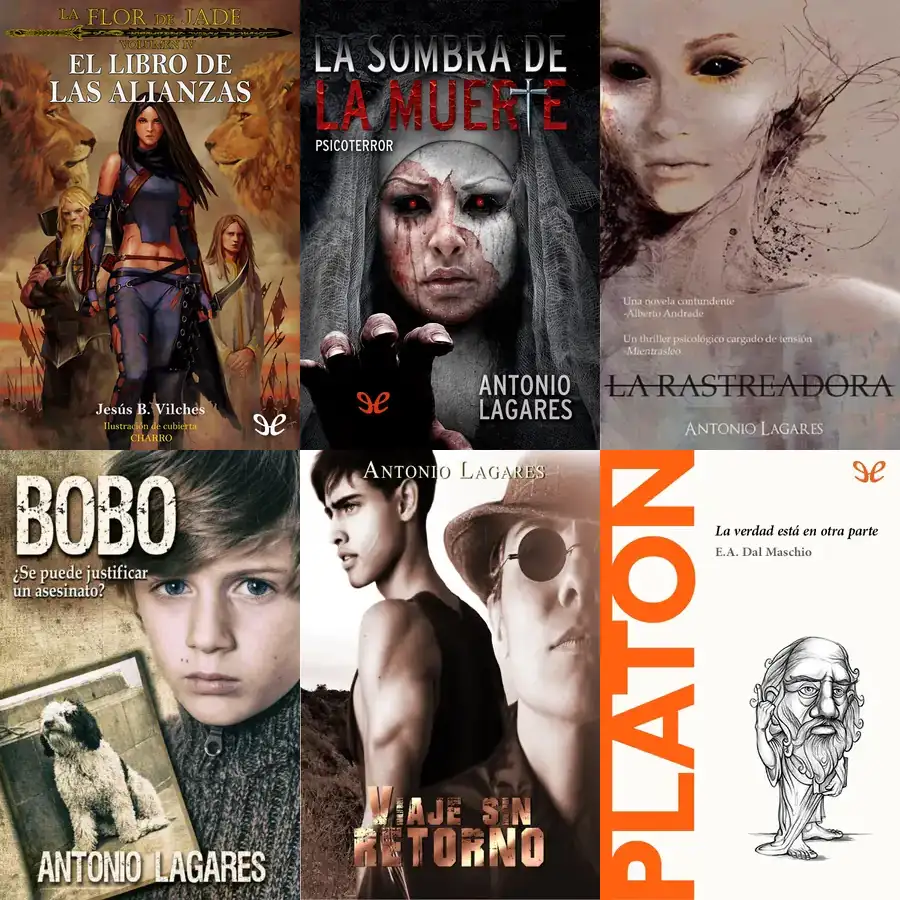 LA FLOR DE JADE
VOLUMEN IV
EL LIBRO DE
LAS ALIANZAS
Jesús B. Vilches
Ilustración de cubierta
CHARRO
LA SOMBRA DE
LA MUERTE
PSICOTERROR
ANTONIO
LAGARES
Una novela contundente
-Alberto Andrade
Un thriller psicológico cargado de tensión
-Mientrasleo
LA RASTREADORA
ANTONIO LAGARES
BOBO
¿Se puede justificar
un asesinato?
ANTONIO LAGARES
ANTONIO LAGARES
VIAJE SIN
RETORNO
PLATÓN
La verdad está en otra parte
E.A. Dal Maschio